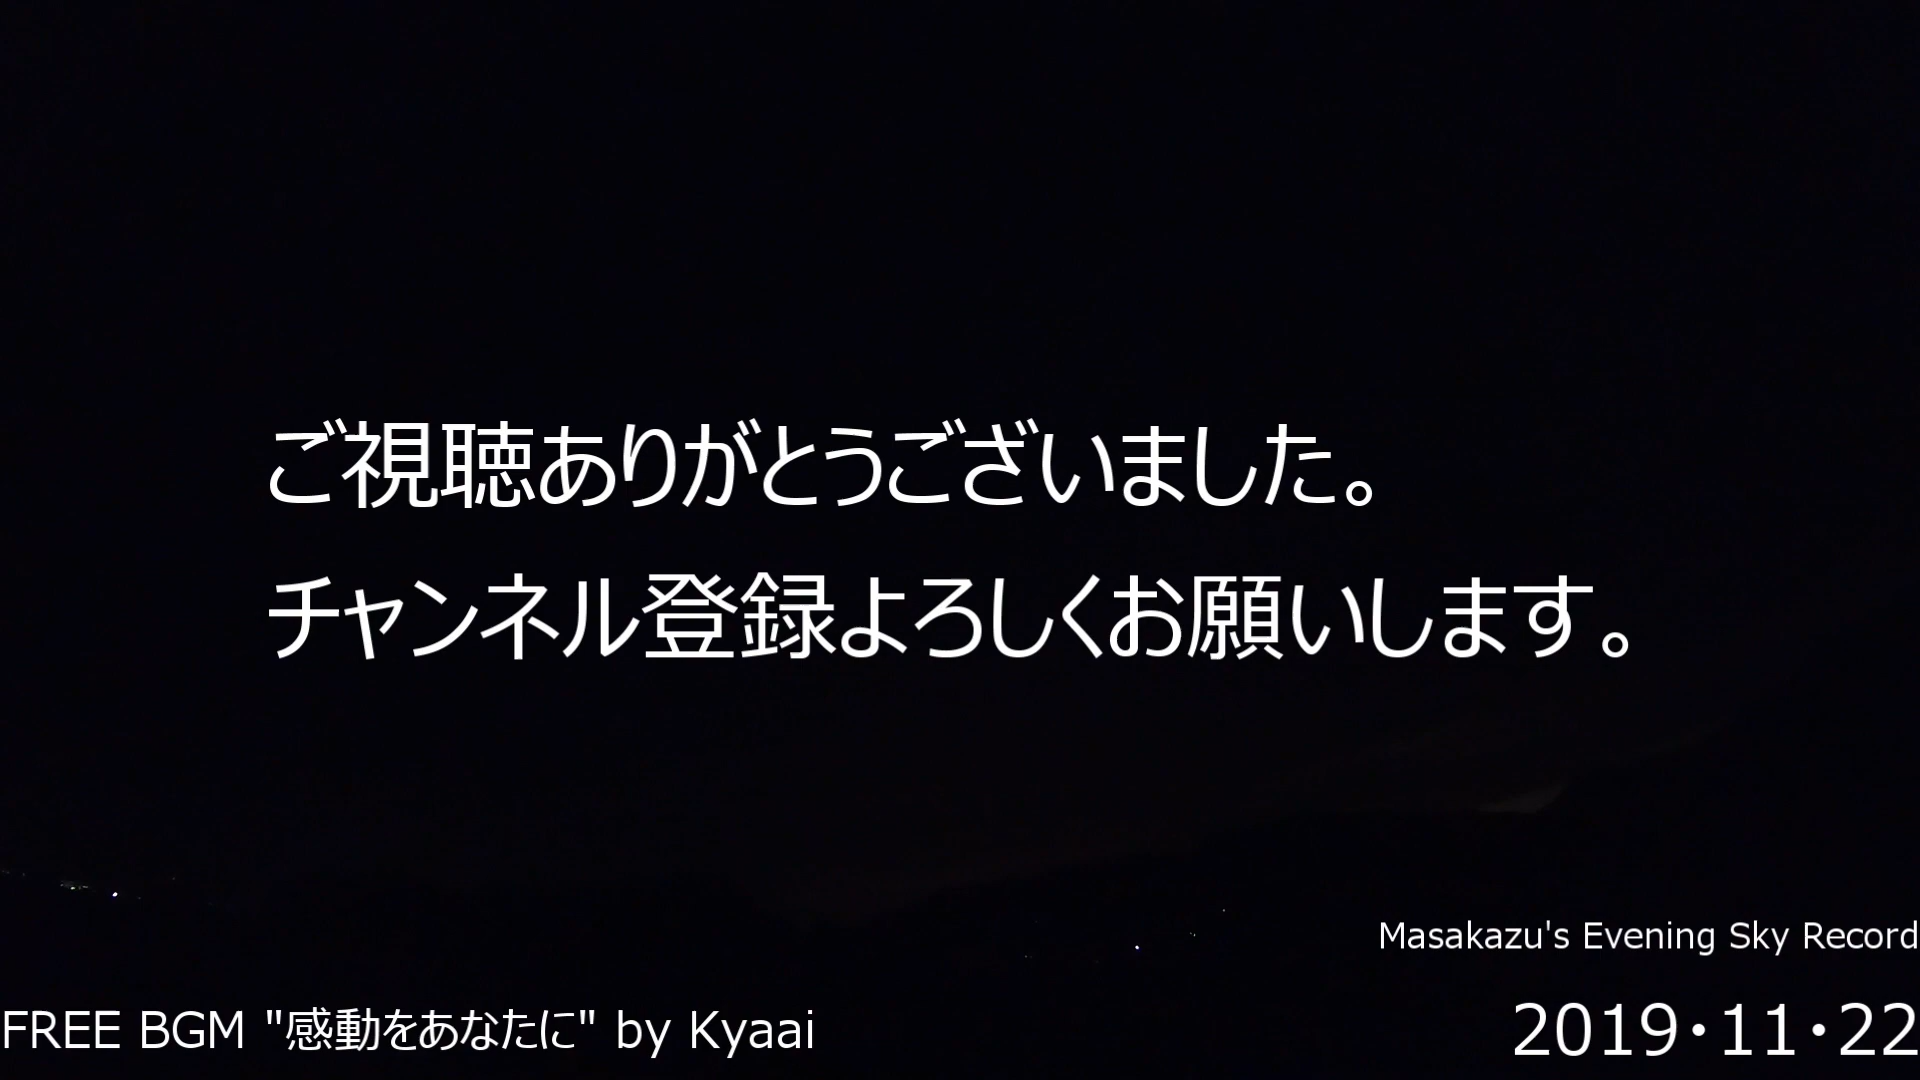 ご視聴ありがとうございました。
チャンネル登録よろしくお願いします。
Masakazu's Evening Sky Record
FREE BGM "感動をあなたに" by Kyaai
2019･11･22